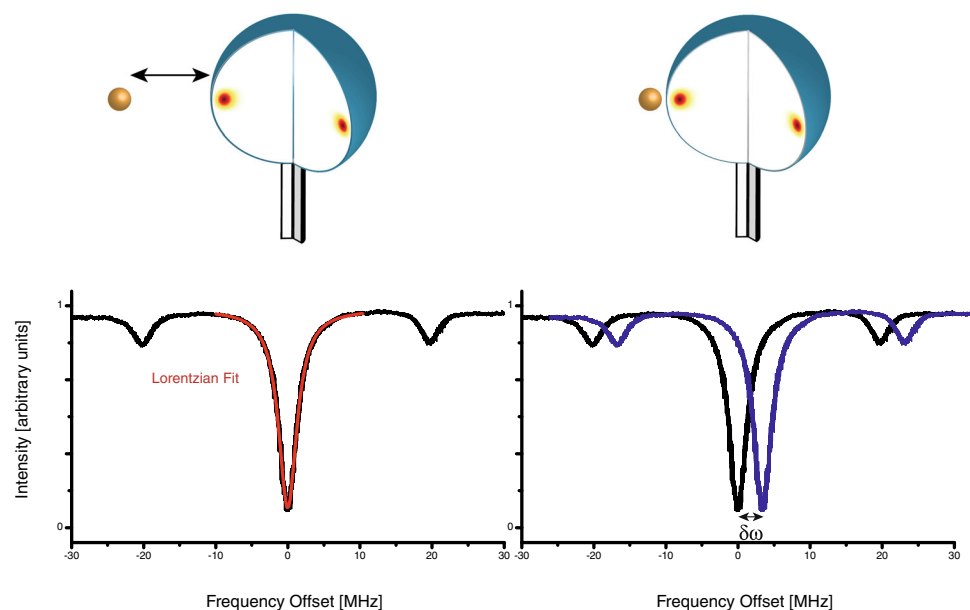 1
Intensity [arbitrary units]
Lorentzian Fit
0
-30 -20 -10 0 10 20 30
Frequency Offset [MHz]
1
0
δω
-30 -20 -10 0 10 20 30
Frequency Offset [MHz]